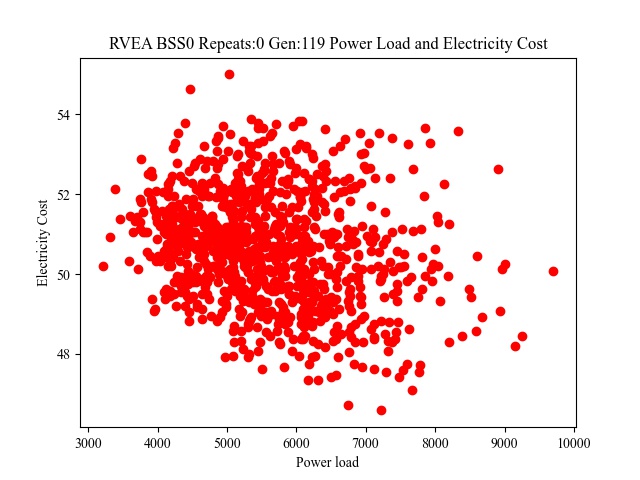 RVEA BSS0 Repeats:0 Gen:119 Power Load and Electricity Cost
54
52
50
48
Electricity Cost
3000 4000 5000 6000 7000 8000 9000 10000
Power load